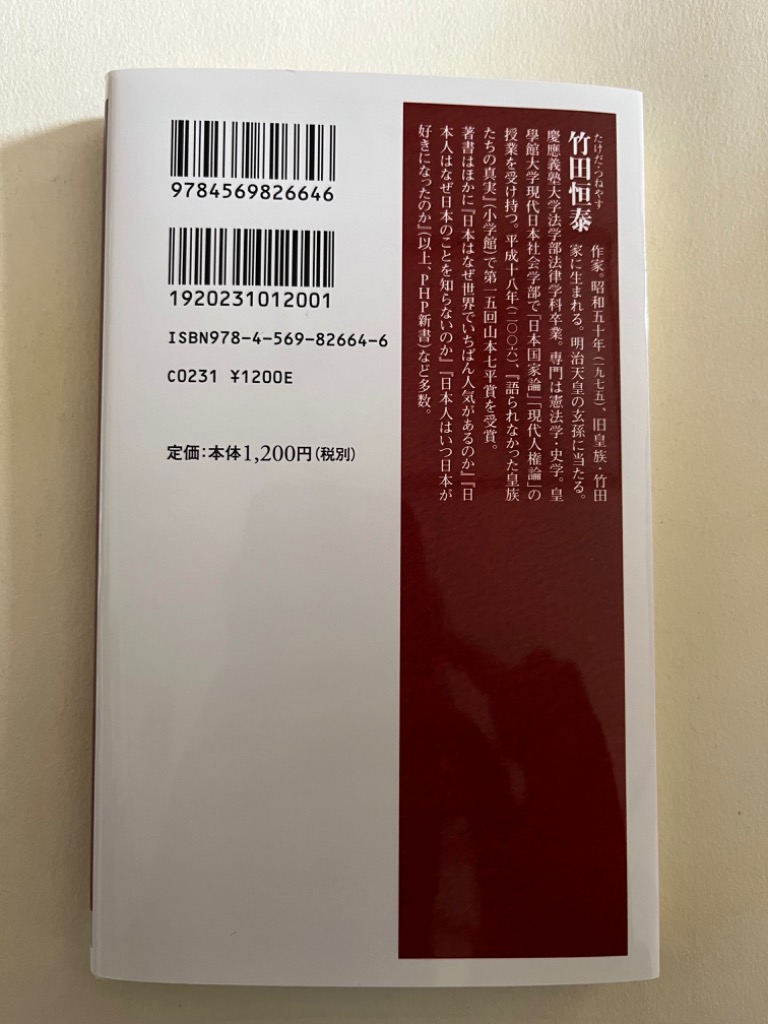 たけだ・つねやす
竹田恒泰
作家。昭和五十年(一九七五)、旧皇族・竹田
家に生まれる。明治天皇の玄孫に当たる。
慶應義塾大学法学部法律学科卒業。専門は憲法学・史学。皇
學館大学現代日本社会学部で「日本国家論」「現代人権論」の
授業を受け持つ。平成十八年(二〇〇六)、『語られなかった皇族
たちの真実』(小学館)で第一五回山本七平賞を受賞。
著書はほかに『日本はなぜ世界でいちばん人気があるのか』『日
本人はなぜ日本のことを知らないのか』『日本人はいつ日本が
好きになったのか』(以上、PHP新書)など多数。
9784569826646
1920231012001
ISBN978-4-569-82664-6
C0231 ¥1200E
定価:本体1,200円(税別)